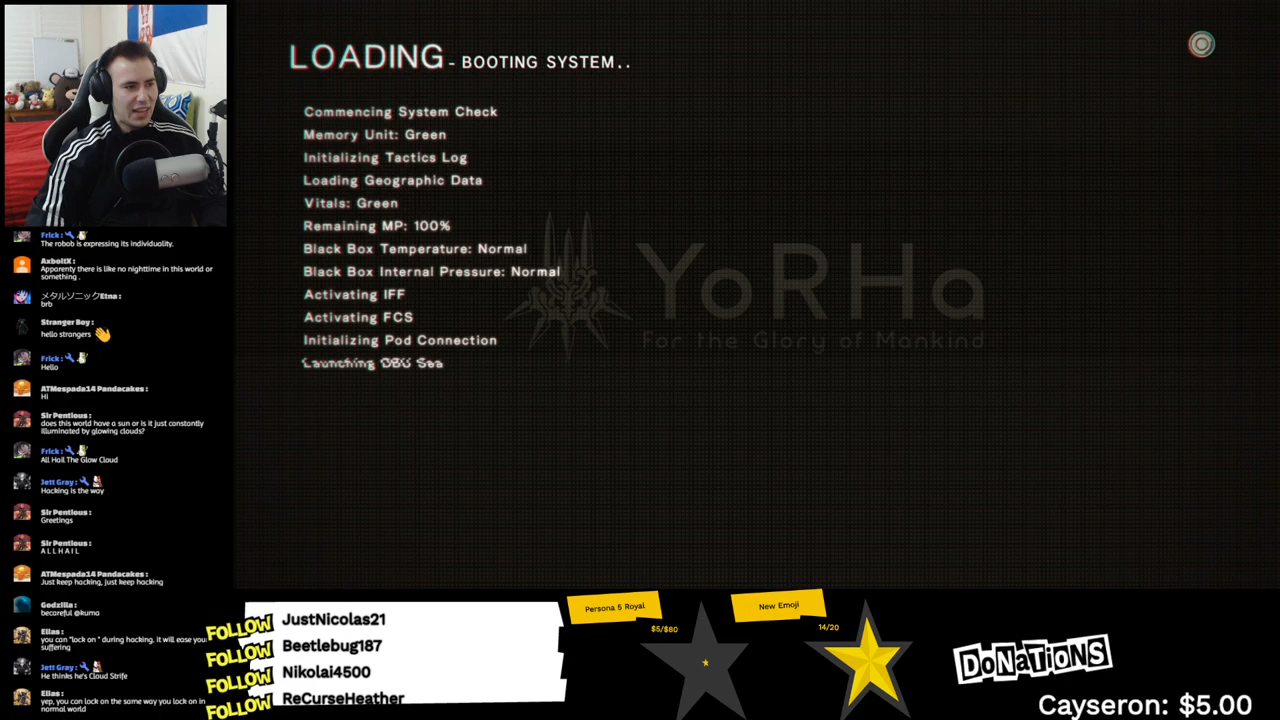 LOADING - BOOTING SYSTEM..
Commencing System Check
Memory Unit: Green
Initializing Tactics Log
Loading Geographic Data
Vitals: Green
Remaining MP: 100%
Black Box Temperature: Normal
Black Box Internal Pressure: Normal
Activating IFF
Activating FCS
Initializing Pod Connection
Launching
YoRHa
For the Glory of Mankind
Frick :
The robob is expressing its individuality.
AxboltX :
Apparenty there is like no nighttime in this world or
something .
メタルソニックEtna :
brb
Stranger Boy :
hello strangers
Frick :
Hello
ATMespada14 Pandacakes :
Hi
Sir Pentious :
does this world have a sun or is it just constantly
illuminated by glowing clouds?
Frick :
All Hail The Glow Cloud
Jett Gray :
Hacking is the way
Sir Pentious :
Greetings
Sir Pentious :
A L L H A I L
ATMespada14 Pandacakes :
Just keep hacking, just keep hacking
Godzilla :
becareful @kuma
Elias :
you can "lock on " during hacking. it will ease you
suffering
Jett Gray :
He thinks he's Cloud Strife
Elias :
yep, you can lock on the same way you lock on in
normal world
FOLLOW JustNicolas21
FOLLOW Beetlebug187
FOLLOW Nikolai4500
FOLLOW ReCurseHeather
Persona 5 Royal
$5/$80
New Emoji
14/20
DONATIONS
Cayseron: $5.00